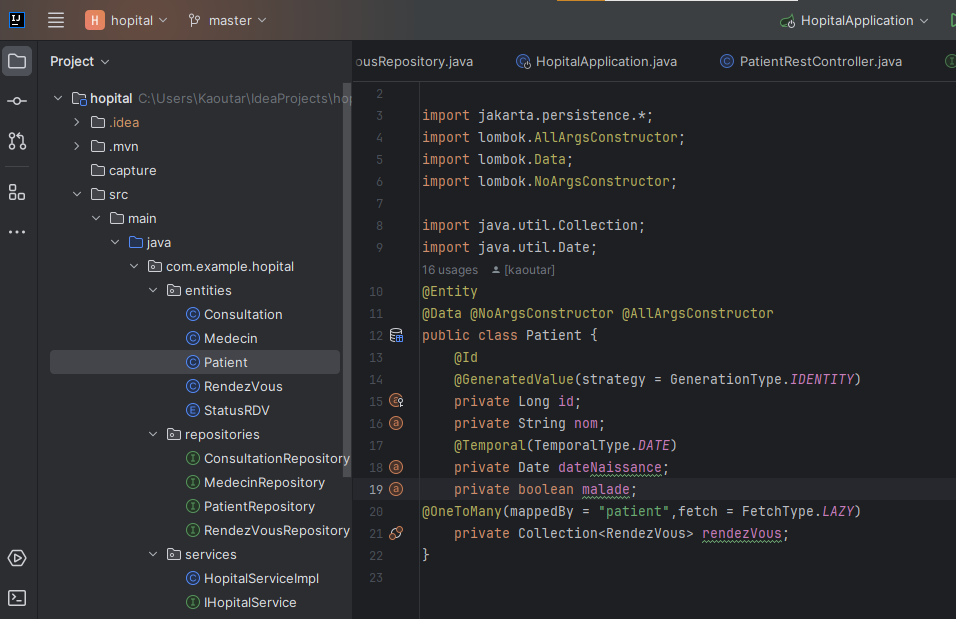 IJ
H hopital master HopitalApplication
Project
ousRepository.java HopitalApplication.java PatientRestController.java
hopital C:\Users\Kaoutar\IdeaProjects\hop
.idea
.mvn
capture
src
main
java
com.example.hopital
entities
Consultation
Medecin
Patient
RendezVous
StatusRDV
repositories
ConsultationRepository
MedecinRepository
PatientRepository
RendezVousRepository
services
HopitalServiceImpl
IHopitalService
2
3 import jakarta.persistence.*;
4 import lombok.AllArgsConstructor;
5 import lombok.Data;
6 import lombok.NoArgsConstructor;
7
8 import java.util.Collection;
9 import java.util.Date;
16 usages [kaoutar]
10 @Entity
11 @Data @NoArgsConstructor @AllArgsConstructor
12 public class Patient {
13 @Id
14 @GeneratedValue(strategy = GenerationType.IDENTITY)
15 private Long id;
16 private String nom;
17 @Temporal(TemporalType.DATE)
18 private Date dateNaissance;
19 private boolean malade;
20 @OneToMany(mappedBy = "patient",fetch = FetchType.LAZY)
21 private Collection<RendezVous> rendezVous;
22 }
23